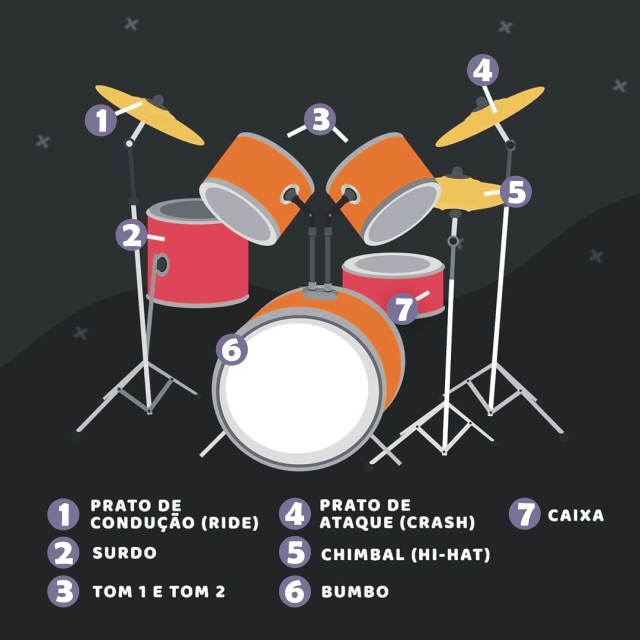 4
3
1
5
2
7
6
1 PRATO DE
CONDUÇÃO (RIDE)
2 SURDO
3 TOM 1 E TOM 2
4 PRATO DE
ATAQUE (CRASH)
5 CHIMBAL (HI-HAT)
6 BUMBO
7 CAIXA